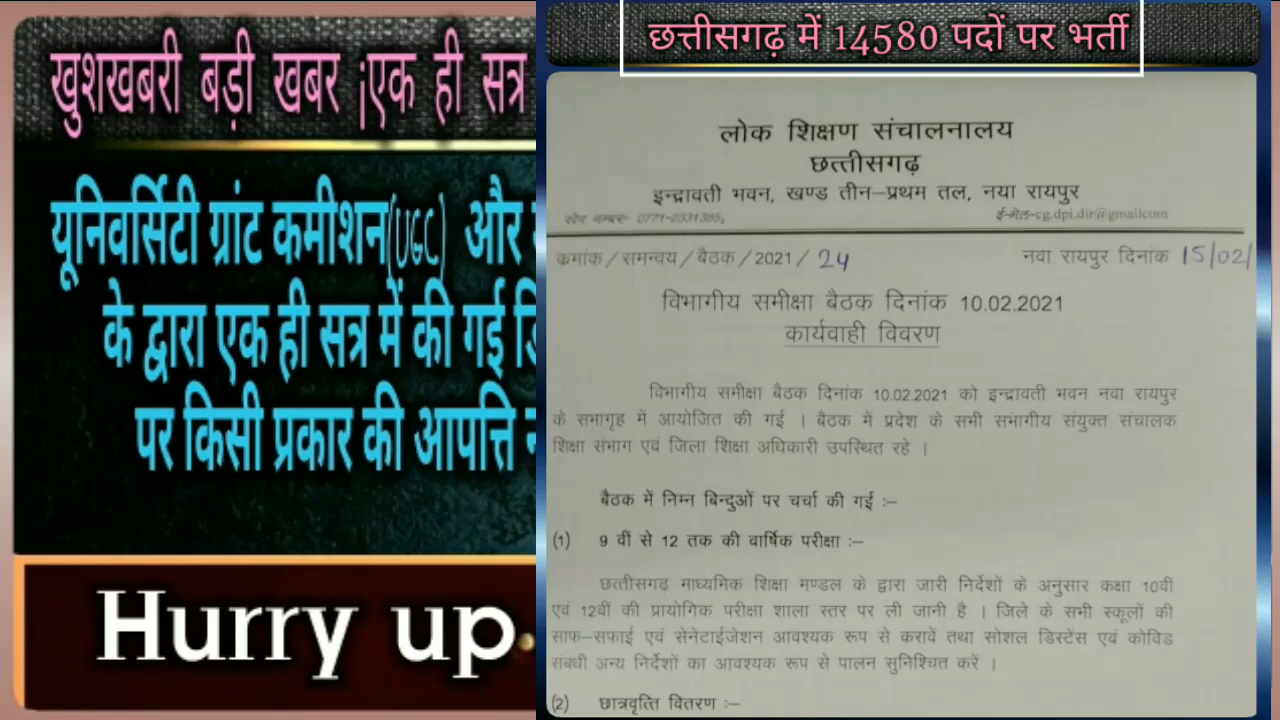 खुशखबरी बड़ी खबर ¡एक ही सत्र
यूनिवर्सिटी ग्रांट कमीशन(UGC) और
के द्वारा एक ही सत्र में की गई
पर किसी प्रकार की आपत्ति
Hurry up
छत्तीसगढ़ में 14580 पदों पर भर्ती
लोक शिक्षण संचालनालय
छत्तीसगढ़
इन्द्रावती भवन, खण्ड तीन–प्रथम तल, नया रायपुर
ई-मेल-cg.dpi.dir@gmailcom
क्रमांक/समन्वय/बैठक/2021/ 24 नवा रायपुर दिनांक 15/02/
विभागीय समीक्षा बैठक दिनांक 10.02.2021
कार्यवाही विवरण
विभागीय समीक्षा बैठक दिनांक 10.02.2021 को इन्द्रावती भवन नवा रायपुर
के सभागृह में आयोजित की गई । बैठक में प्रदेश के सभी संभागीय संयुक्त संचालक
शिक्षा संभाग एवं जिला शिक्षा अधिकारी उपस्थित रहे ।
बैठक में निम्न बिन्दुओं पर चर्चा की गई :–
(1) 9 वीं से 12 तक की वार्षिक परीक्षा :–
छत्तीसगढ़ माध्यमिक शिक्षा मण्डल के द्वारा जारी निर्देशों के अनुसार कक्षा 10वीं
एवं 12वीं की प्रायोगिक परीक्षा शाला स्तर पर ली जानी है । जिले के सभी स्कूलों की
साफ–सफाई एवं सेनेटाईजेशन आवश्यक रूप से करावें तथा सोशल डिस्टेंस एवं कोविड
संबंधी अन्य निर्देशों का आवश्यक रूप से पालन सुनिश्चित करें ।
(2) छात्रवृत्ति वितरण :–